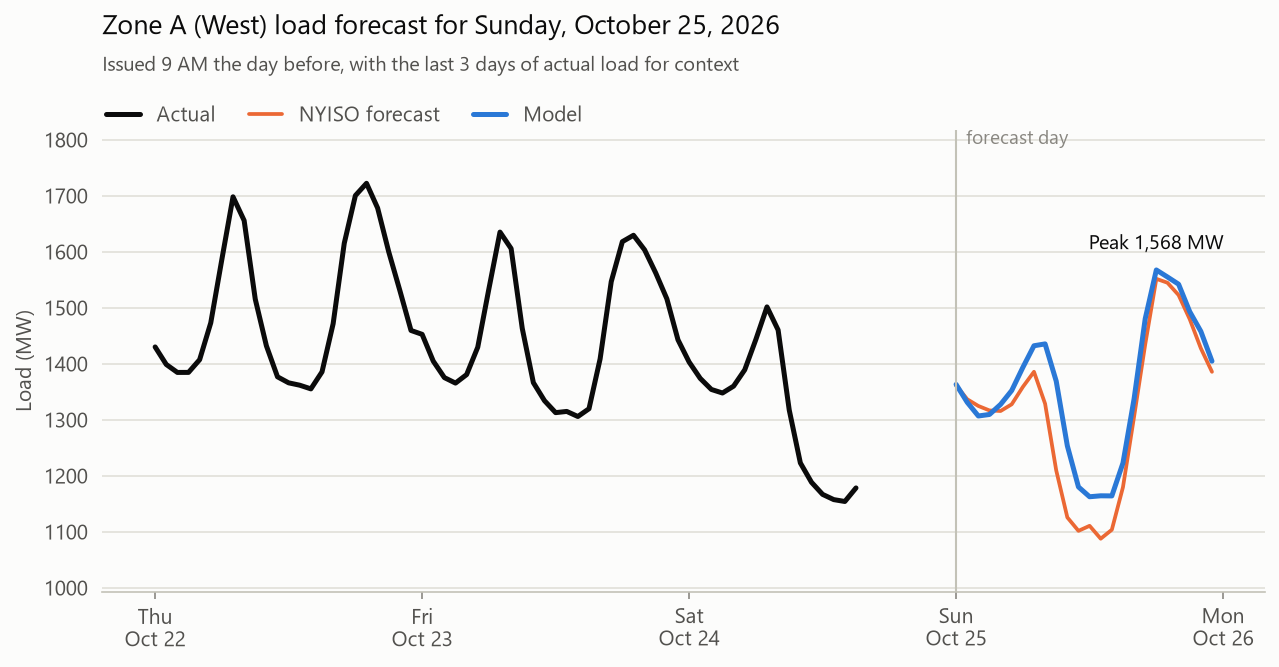 Zone A (West) load forecast for Sunday, October 25, 2026
Issued 9 AM the day before, with the last 3 days of actual load for context
Actual
NYISO forecast
Model
forecast day
Peak 1,568 MW
Load (MW)
1800
1700
1600
1500
1400
1300
1200
1100
1000
Thu
Oct 22
Fri
Oct 23
Sat
Oct 24
Sun
Oct 25
Mon
Oct 26